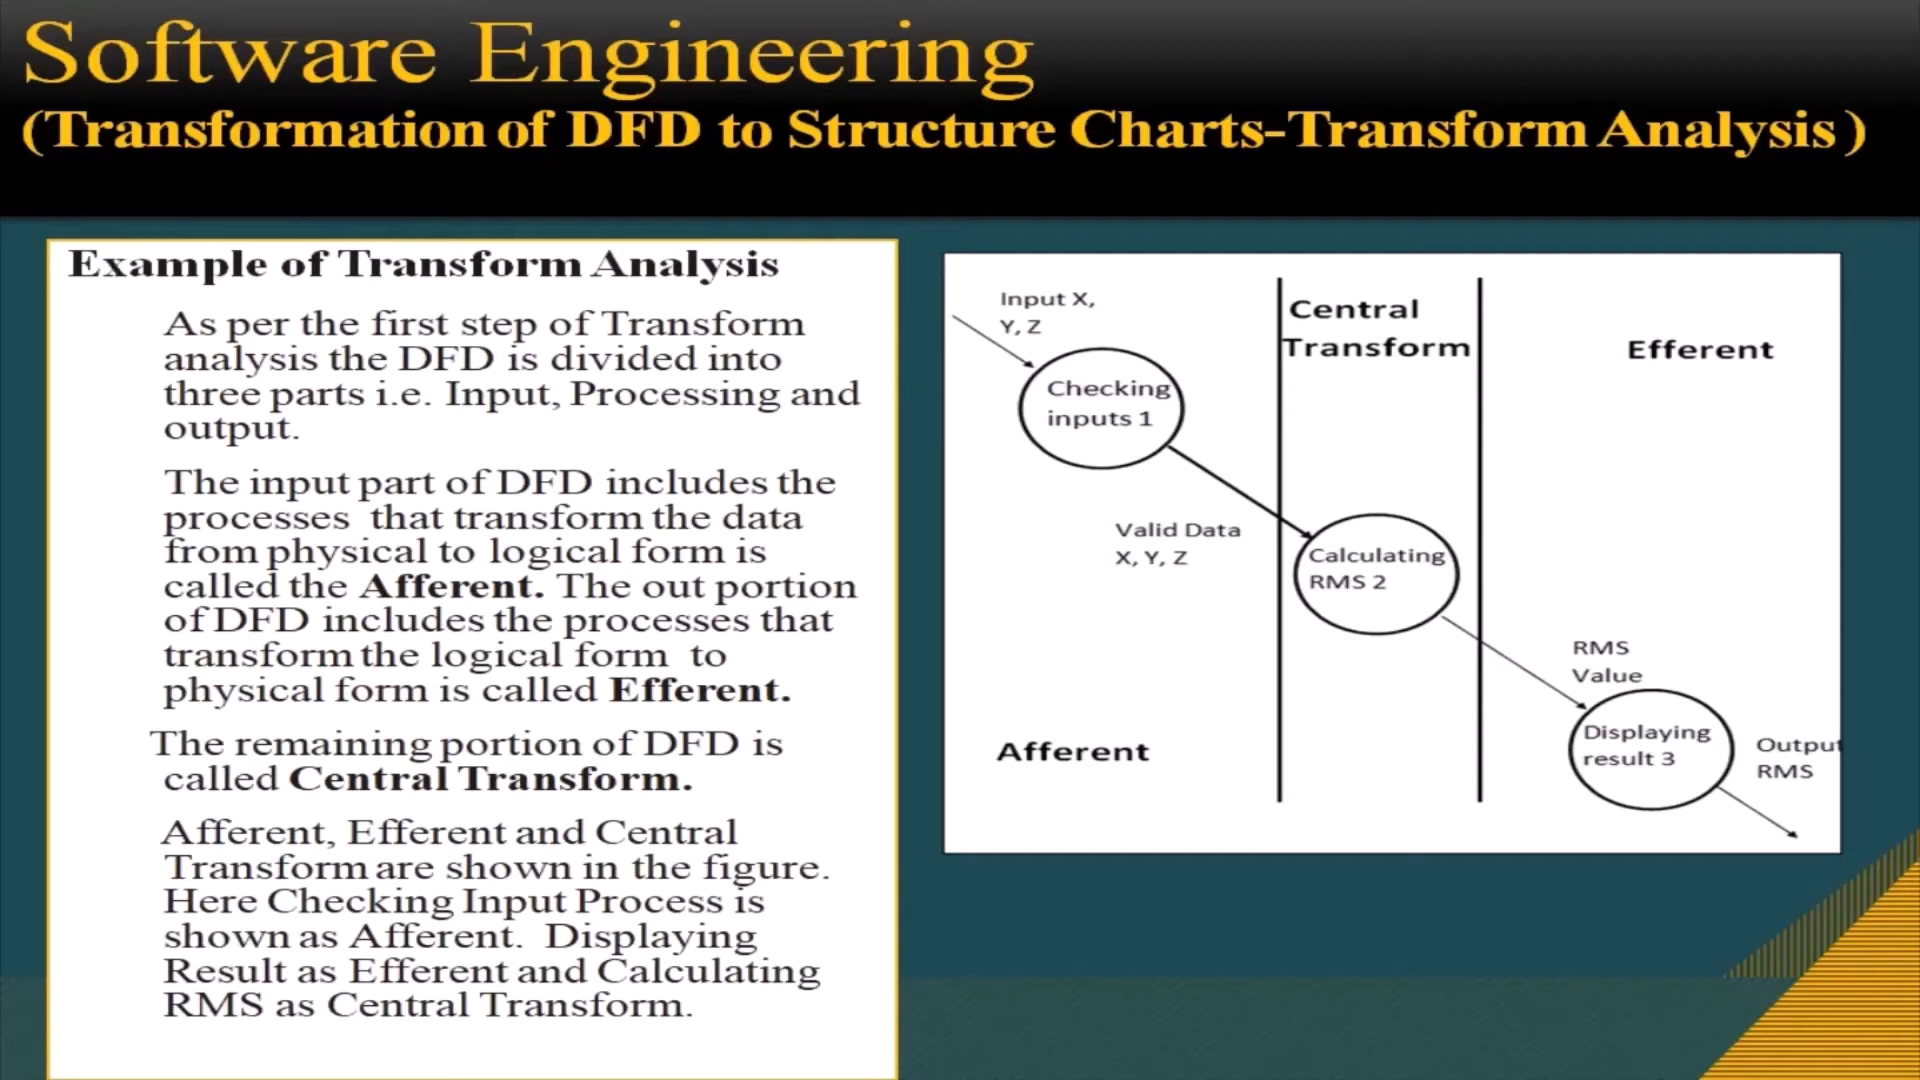 Software Engineering
(Transformation of DFD to Structure Charts-Transform Analysis )
Example of Transform Analysis
As per the first step of Transform
analysis the DFD is divided into
three parts i.e. Input, Processing and
output.
The input part of DFD includes the
processes that transform the data
from physical to logical form is
called the Afferent. The out portion
of DFD includes the processes that
transform the logical form to
physical form is called Efferent.
The remaining portion of DFD is
called Central Transform.
Afferent, Efferent and Central
Transform are shown in the figure.
Here Checking Input Process is
shown as Afferent. Displaying
Result as Efferent and Calculating
RMS as Central Transform.
Input X,
Y, Z
Checking
inputs 1
Central
Transform
Efferent
Valid Data
X, Y, Z
Calculating
RMS 2
RMS
Value
Afferent
Displaying
result 3
Output
RMS